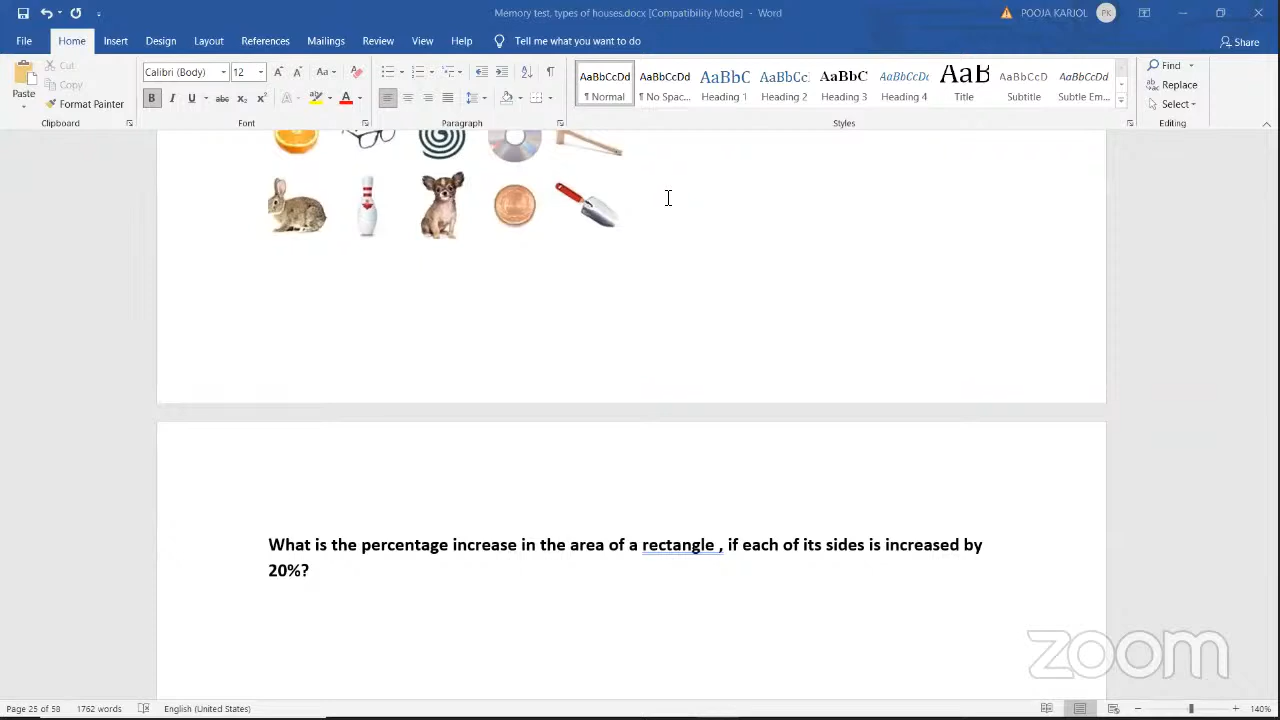 Memory test. types of houses.docx [Compatibility Mode] - Word
POOJA KARJOL PK
File Home Insert Design Layout References Mailings Review View Help Tell me what you want to do Share
Paste
Cut
Copy
Format Painter
Clipboard
Calibri (Body) 12
Font
Paragraph
AaBbCcDd AaBbCcDd AaBbC AaBbCc AaBbCc AaBbCcDc AaB AaBbCcD AaBbCcDd
¶ Normal ¶ No Spac... Heading 1 Heading 2 Heading 3 Heading 4 Title Subtitle Subtle Em...
Styles
Find
Replace
Select
Editing
What is the percentage increase in the area of a rectangle , if each of its sides is increased by
20%?
zoom
Page 25 of 58 1762 words English (United States) 140%